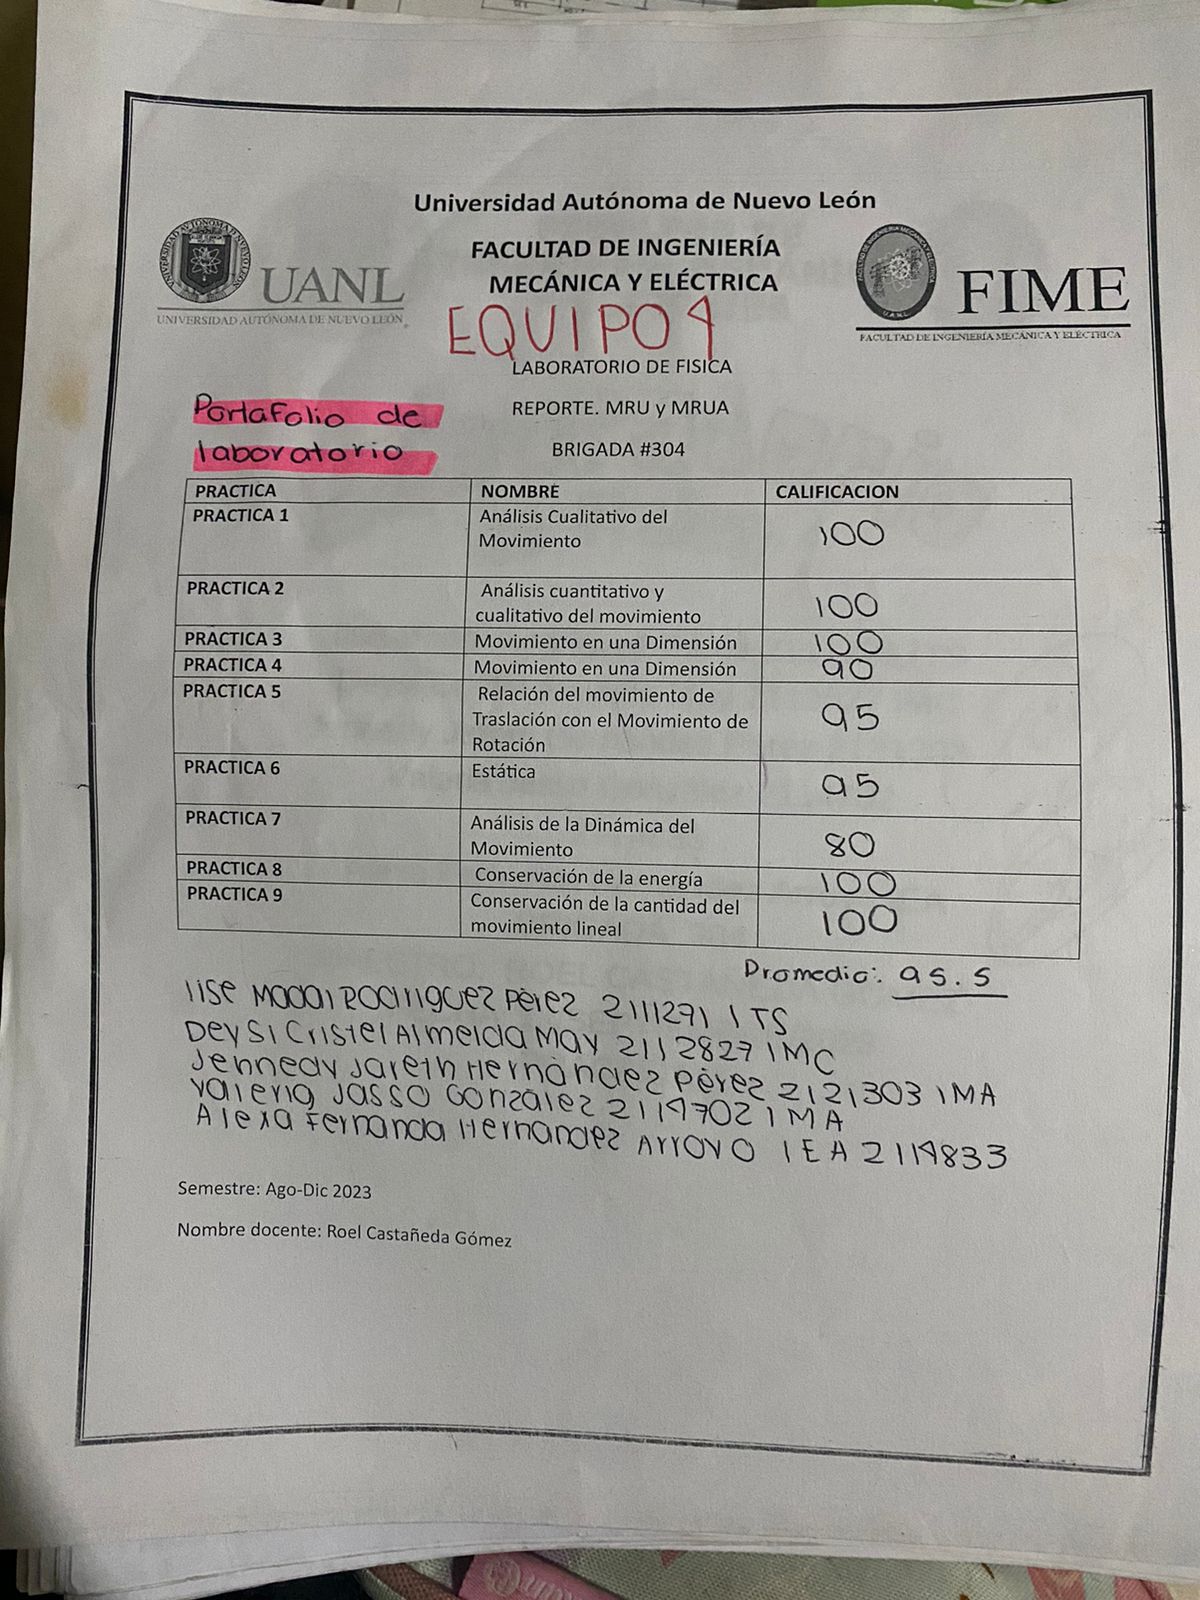 Universidad Autónoma de Nuevo León
FACULTAD DE INGENIERÍA
MECÁNICA Y ELÉCTRICA
UANL
UNIVERSIDAD AUTÓNOMA DE NUEVO LEÓN
FIME
FACULTAD DE INGENIERÍA MECÁNICA Y ELÉCTRICA
EQUIPO 4
LABORATORIO DE FISICA
REPORTE. MRU y MRUA
BRIGADA #304
Portafolio de
laboratorio
PRACTICA NOMBRE CALIFICACION
PRACTICA 1 Análisis Cualitativo del
Movimiento 100
PRACTICA 2 Análisis cuantitativo y
cualitativo del movimiento 100
PRACTICA 3 Movimiento en una Dimensión 100
PRACTICA 4 Movimiento en una Dimensión 90
PRACTICA 5 Relación del movimiento de
Traslación con el Movimiento de 95
Rotación
PRACTICA 6 Estática 95
PRACTICA 7 Análisis de la Dinámica del
Movimiento 80
PRACTICA 8 Conservación de la energía 100
PRACTICA 9 Conservación de la cantidad del
movimiento lineal 100
Promedio: 95.5
Ilse Madai Rodriguez Pérez 2111271 ITS
Deysi Cristel Almeida May 2112827 IMC
Jennedy Jareth Hernández Pérez 2121303 IMA
Valeria Jasso González 2114702 IMA
Alexa Fernanda Hernandez Arroyo IEA 2114833
Semestre: Ago-Dic 2023
Nombre docente: Roel Castañeda Gómez